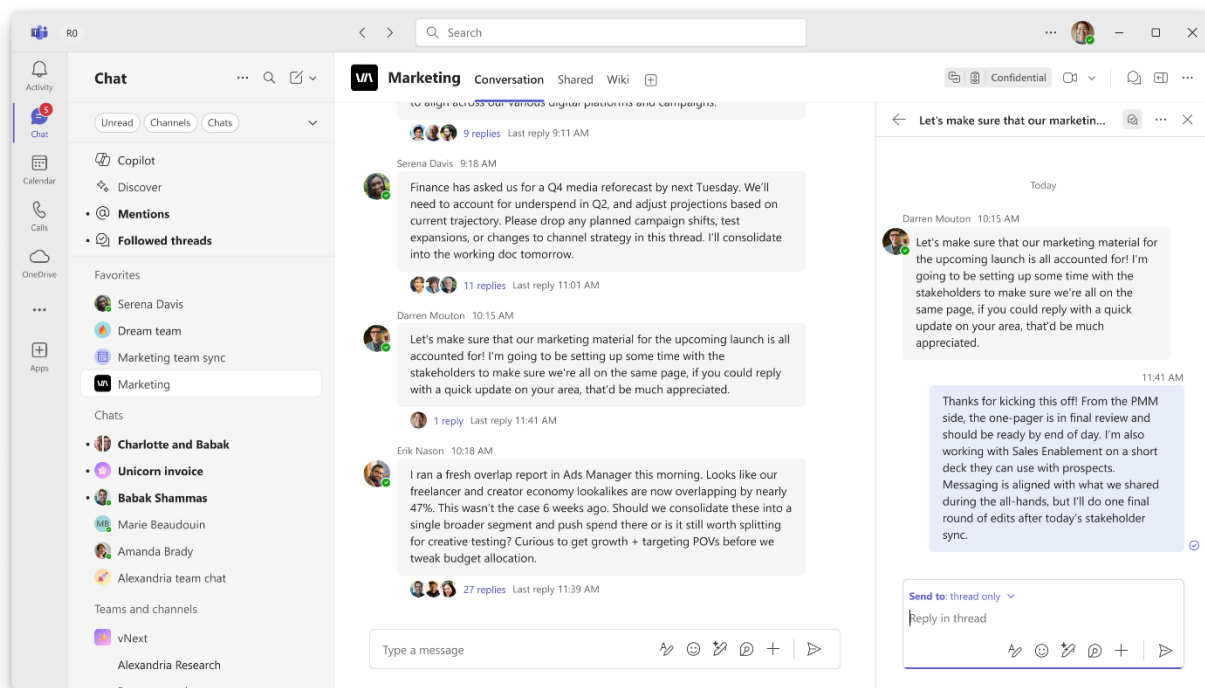 R0
Search
Activity
5
Chat
Calendar
Calls
OneDrive
Apps
Chat
Unread
Channels
Chats
Copilot
Discover
Mentions
Followed threads
Favorites
Serena Davis
Dream team
Marketing team sync
Marketing
Chats
Charlotte and Babak
Unicorn invoice
Babak Shammas
MB
Marie Beaudouin
Amanda Brady
Alexandria team chat
Teams and channels
vNext
Alexandria Research
Marketing
Conversation
Shared
Wiki
Confidential
to align across our various digital platforms and campaigns.
9 replies Last reply 9:11 AM
Serena Davis 9:18 AM
Finance has asked us for a Q4 media reforecast by next Tuesday. We’ll
need to account for underspend in Q2, and adjust projections based on
current trajectory. Please drop any planned campaign shifts, test
expansions, or changes to channel strategy in this thread. I’ll consolidate
into the working doc tomorrow.
11 replies Last reply 11:01 AM
Darren Mouton 10:15 AM
Let's make sure that our marketing material for the upcoming launch is all
accounted for! I'm going to be setting up some time with the
stakeholders to make sure we're all on the same page, if you could reply
with a quick update on your area, that'd be much appreciated.
1 reply Last reply 11:41 AM
Erik Nason 10:18 AM
I ran a fresh overlap report in Ads Manager this morning. Looks like our
freelancer and creator economy lookalikes are now overlapping by nearly
47%. This wasn’t the case 6 weeks ago. Should we consolidate these into a
single broader segment and push spend there or is it still worth splitting
for creative testing? Curious to get growth + targeting POVs before we
tweak budget allocation.
27 replies Last reply 11:39 AM
Type a message
Let's make sure that our marketin...
Today
Darren Mouton 10:15 AM
Let's make sure that our marketing material for
the upcoming launch is all accounted for! I'm
going to be setting up some time with the
stakeholders to make sure we're all on the
same page, if you could reply with a quick
update on your area, that'd be much
appreciated.
11:41 AM
Thanks for kicking this off! From the PMM
side, the one-pager is in final review and
should be ready by end of day. I’m also
working with Sales Enablement on a short
deck they can use with prospects.
Messaging is aligned with what we shared
during the all-hands, but I’ll do one final
round of edits after today’s stakeholder
sync.
Send to: thread only
Reply in thread